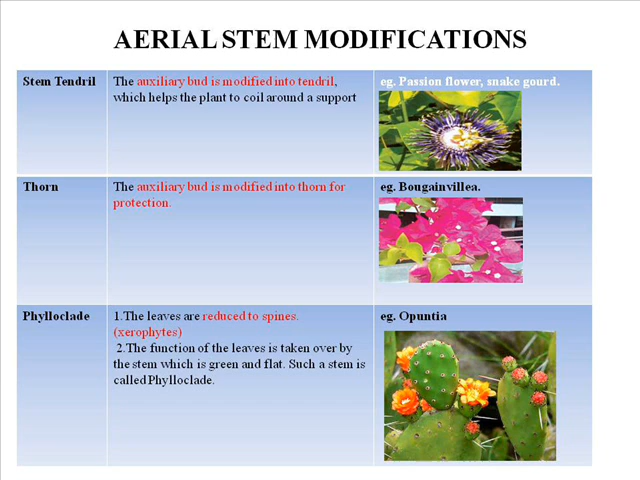 AERIAL STEM MODIFICATIONS
Stem Tendril
The auxiliary bud is modified into tendril,
which helps the plant to coil around a support
eg. Passion flower, snake gourd.
Thorn
The auxiliary bud is modified into thorn for
protection.
eg. Bougainvillea.
Phylloclade
1.The leaves are reduced to spines.
(xerophytes)
2.The function of the leaves is taken over by
the stem which is green and flat. Such a stem is
called Phylloclade.
eg. Opuntia